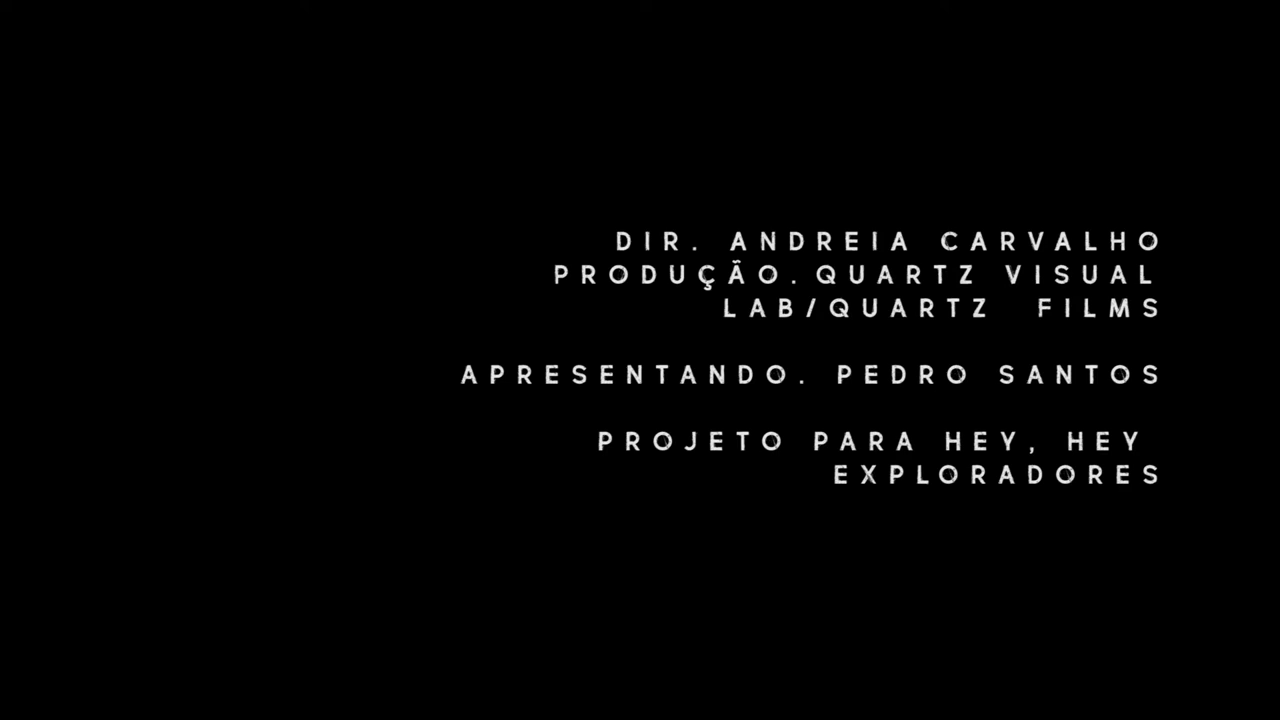 DIR. ANDREIA CARVALHO
PRODUÇÃO.QUARTZ VISUAL
LAB/QUARTZ FILMS
APRESENTANDO. PEDRO SANTOS
PROJETO PARA HEY, HEY
EXPLORADORES